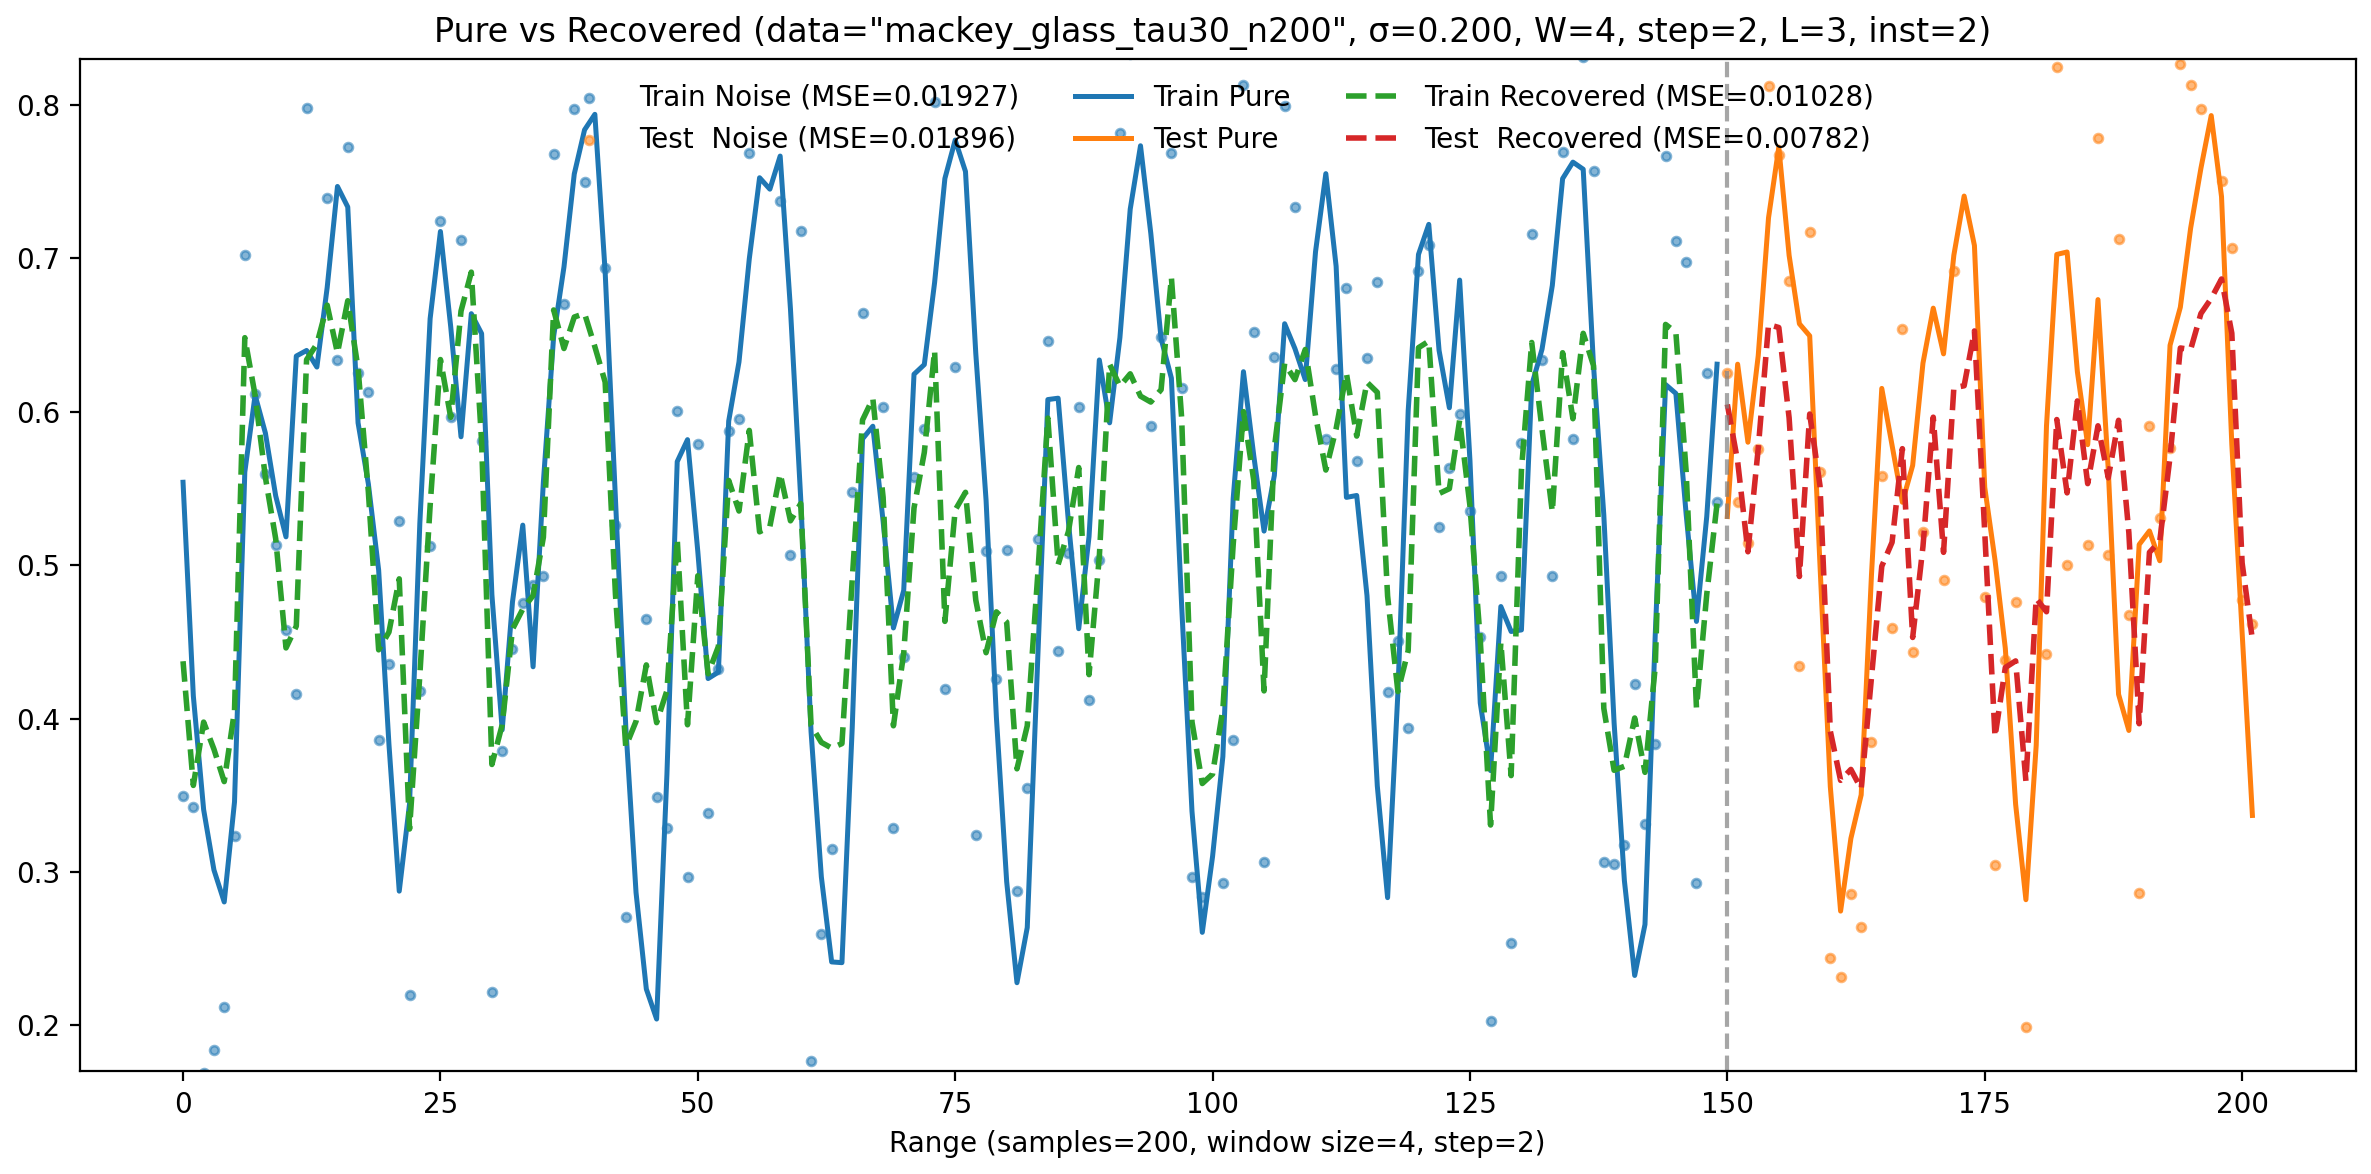 Pure vs Recovered (data="mackey_glass_tau30_n200", σ=0.200, W=4, step=2, L=3, inst=2)
Train Noise (MSE=0.01927) Train Pure Train Recovered (MSE=0.01028)
Test  Noise (MSE=0.01896) Test Pure Test  Recovered (MSE=0.00782)
0.8
0.7
0.6
0.5
0.4
0.3
0.2
0 25 50 75 100 125 150 175 200
Range (samples=200, window size=4, step=2)